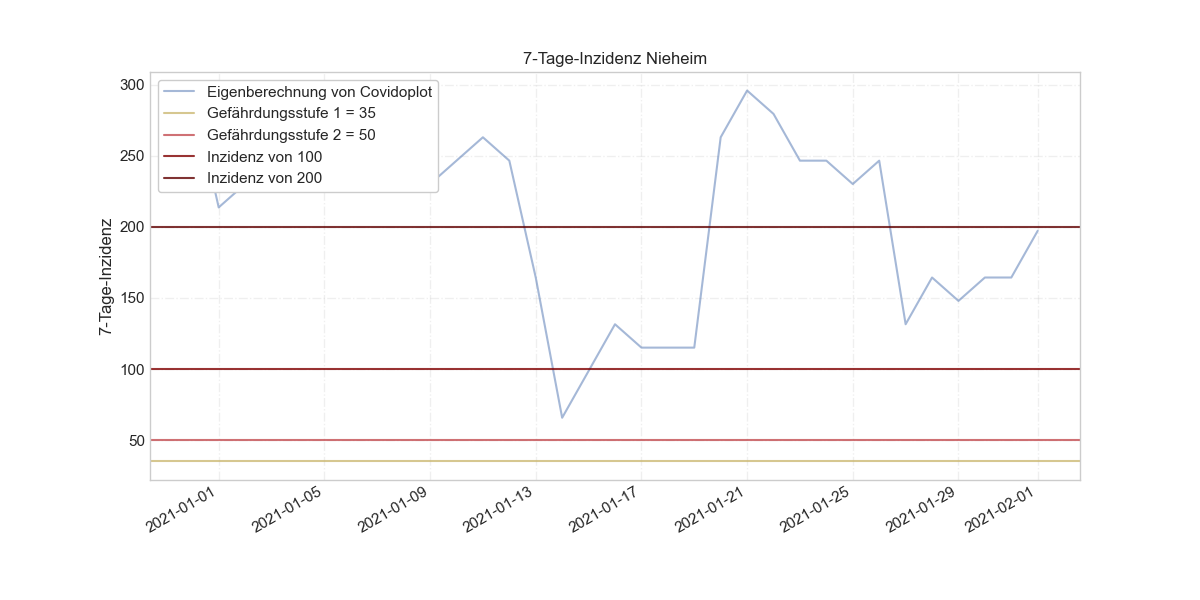 7-Tage-Inzidenz Nieheim
Eigenberechnung von Covidoplot
Gefährdungsstufe 1 = 35
Gefährdungsstufe 2 = 50
Inzidenz von 100
Inzidenz von 200
7-Tage-Inzidenz
300
250
200
150
100
50
2021-01-01
2021-01-05
2021-01-09
2021-01-13
2021-01-17
2021-01-21
2021-01-25
2021-01-29
2021-02-01